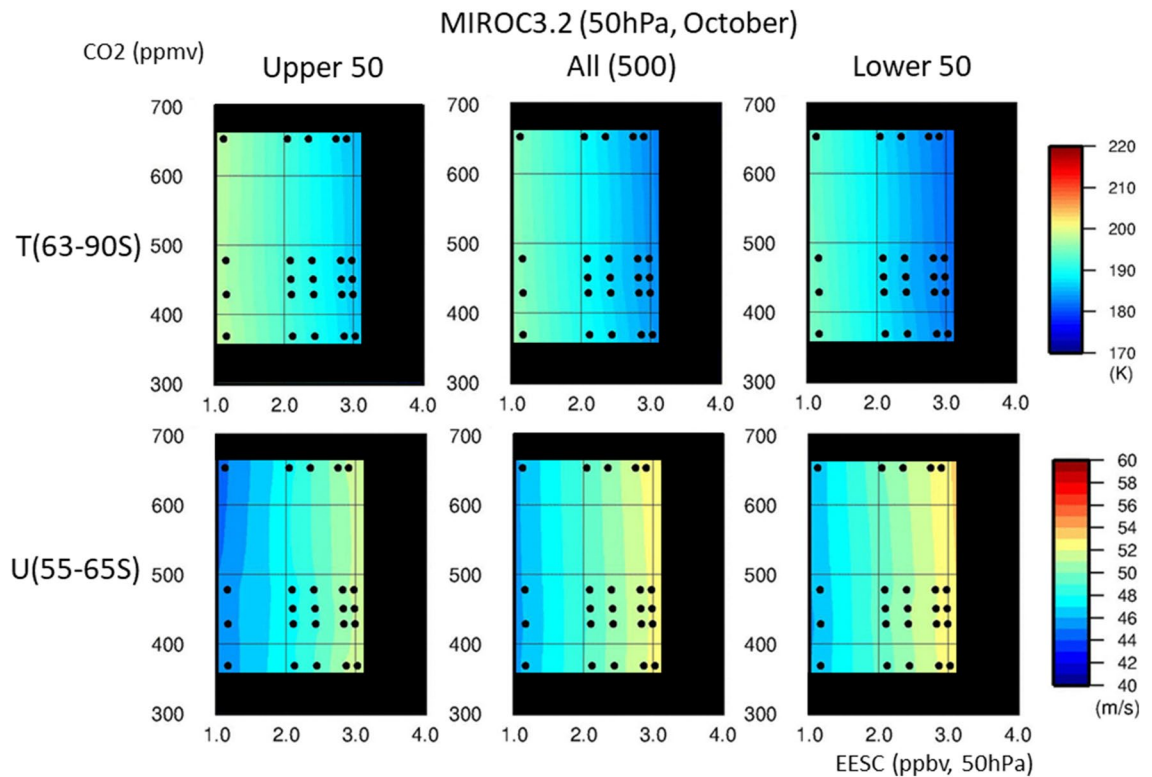 MIROC3.2 (50hPa, October)
CO2 (ppmv)
Upper 50
All (500)
Lower 50
700
600
500
400
300
700
600
500
400
300
700
600
500
400
300
T(63-90S)
220
210
200
190
180
170
(K)
1.0 2.0 3.0 4.0
1.0 2.0 3.0 4.0
1.0 2.0 3.0 4.0
700
600
500
400
300
700
600
500
400
300
700
600
500
400
300
U(55-65S)
60
58
56
54
52
50
48
46
44
42
40
(m/s)
1.0 2.0 3.0 4.0
1.0 2.0 3.0 4.0
1.0 2.0 3.0 4.0
EESC (ppbv, 50hPa)